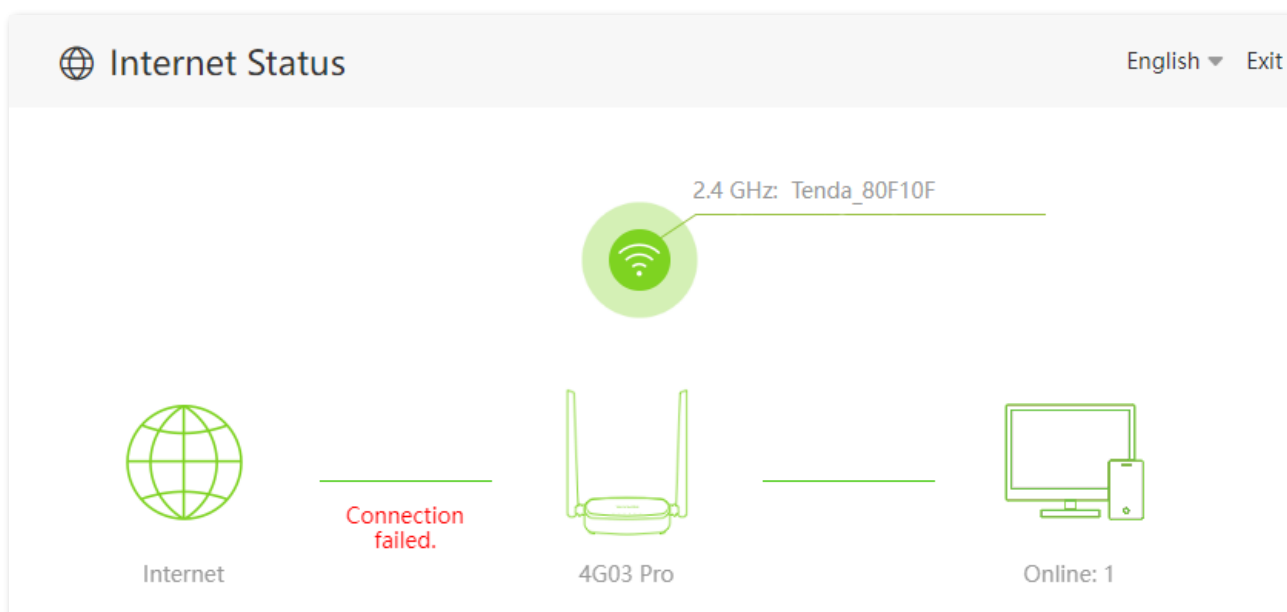 Internet Status
English
Exit
2.4 GHz: Tenda_80F10F
Connection
failed.
Internet
4G03 Pro
Online: 1